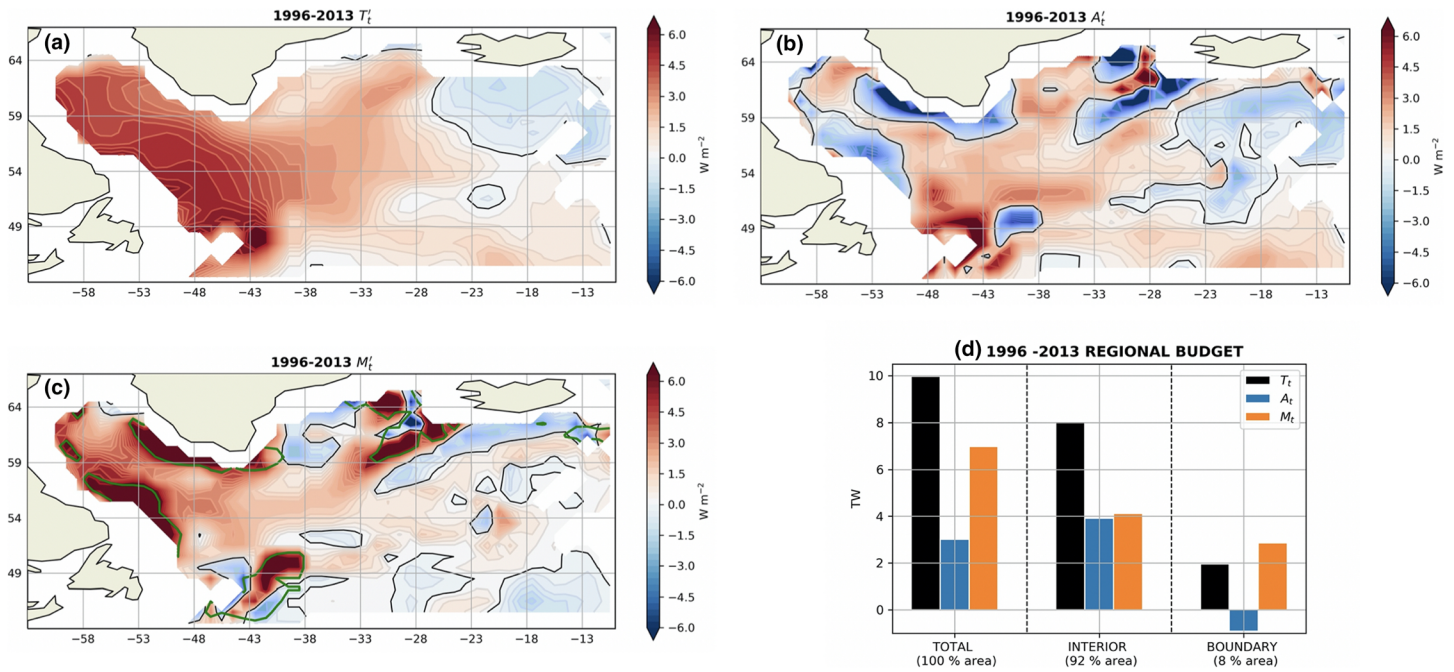 1996-2013 T′t
(a)
64
59
54
49
−58 −53 −48 −43 −38 −33 −28 −23 −18 −13
6.0
4.5
3.0
1.5
0.0
−1.5
−3.0
−4.5
−6.0
W m−2
1996-2013 A′t
(b)
64
59
54
49
−58 −53 −48 −43 −38 −33 −28 −23 −18 −13
6.0
4.5
3.0
1.5
0.0
−1.5
−3.0
−4.5
−6.0
W m−2
1996-2013 M′t
(c)
64
59
54
49
−58 −53 −48 −43 −38 −33 −28 −23 −18 −13
6.0
4.5
3.0
1.5
0.0
−1.5
−3.0
−4.5
−6.0
W m−2
(d) 1996 -2013 REGIONAL BUDGET
10
8
6
4
2
0
TW
Tt
At
Mt
TOTAL
(100 % area)
INTERIOR
(92 % area)
BOUNDARY
(8 % area)